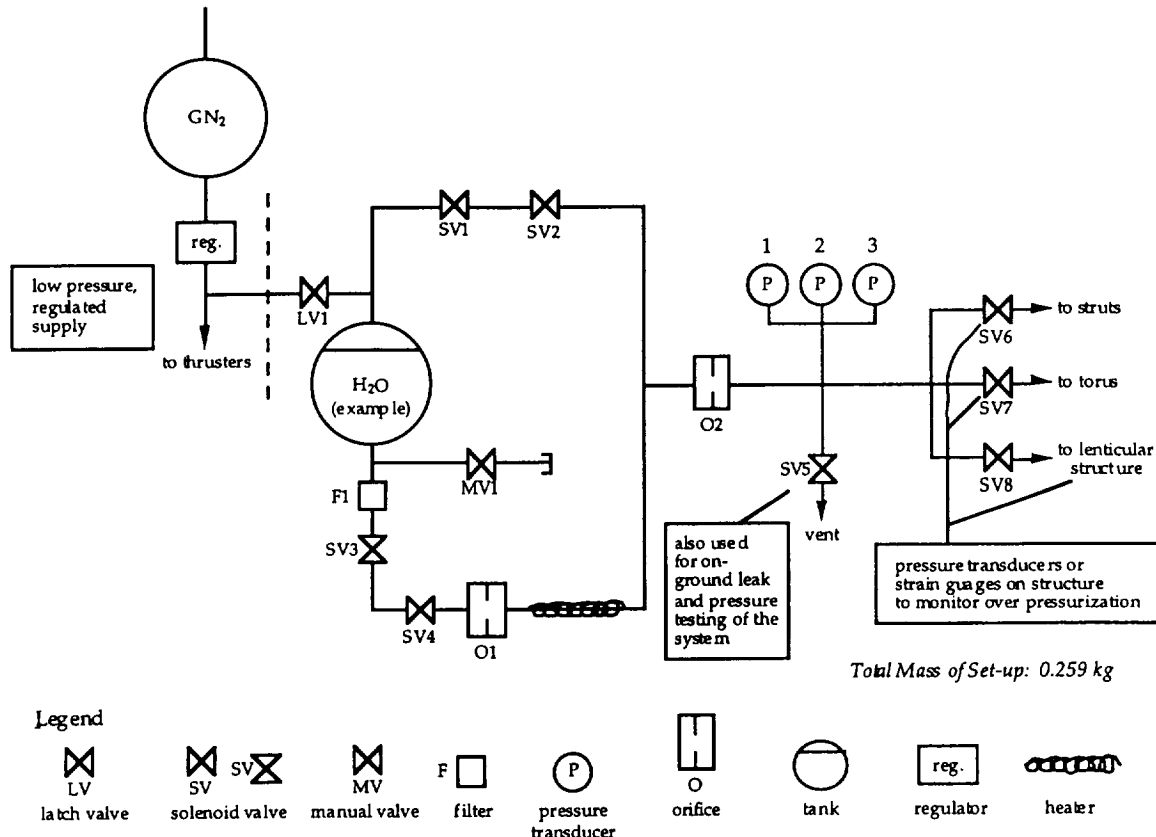 GN2
reg.
low pressure,
regulated
supply
to thrusters
LV1
SV1
SV2
H2O
(example)
F1
MV1
SV3
SV4
O1
O2
1
2
3
P
P
P
SV5
vent
also used
for on-
ground leak
and pressure
testing of the
system
SV6
to struts
SV7
to torus
SV8
to lenticular
structure
pressure transducers or
strain guages on structure
to monitor over pressurization
Total Mass of Set-up: 0.259 kg
Legend
LV
latch valve
SV
SV
solenoid valve
MV
manual valve
F
filter
P
pressure
transducer
O
orifice
tank
reg.
regulator
heater